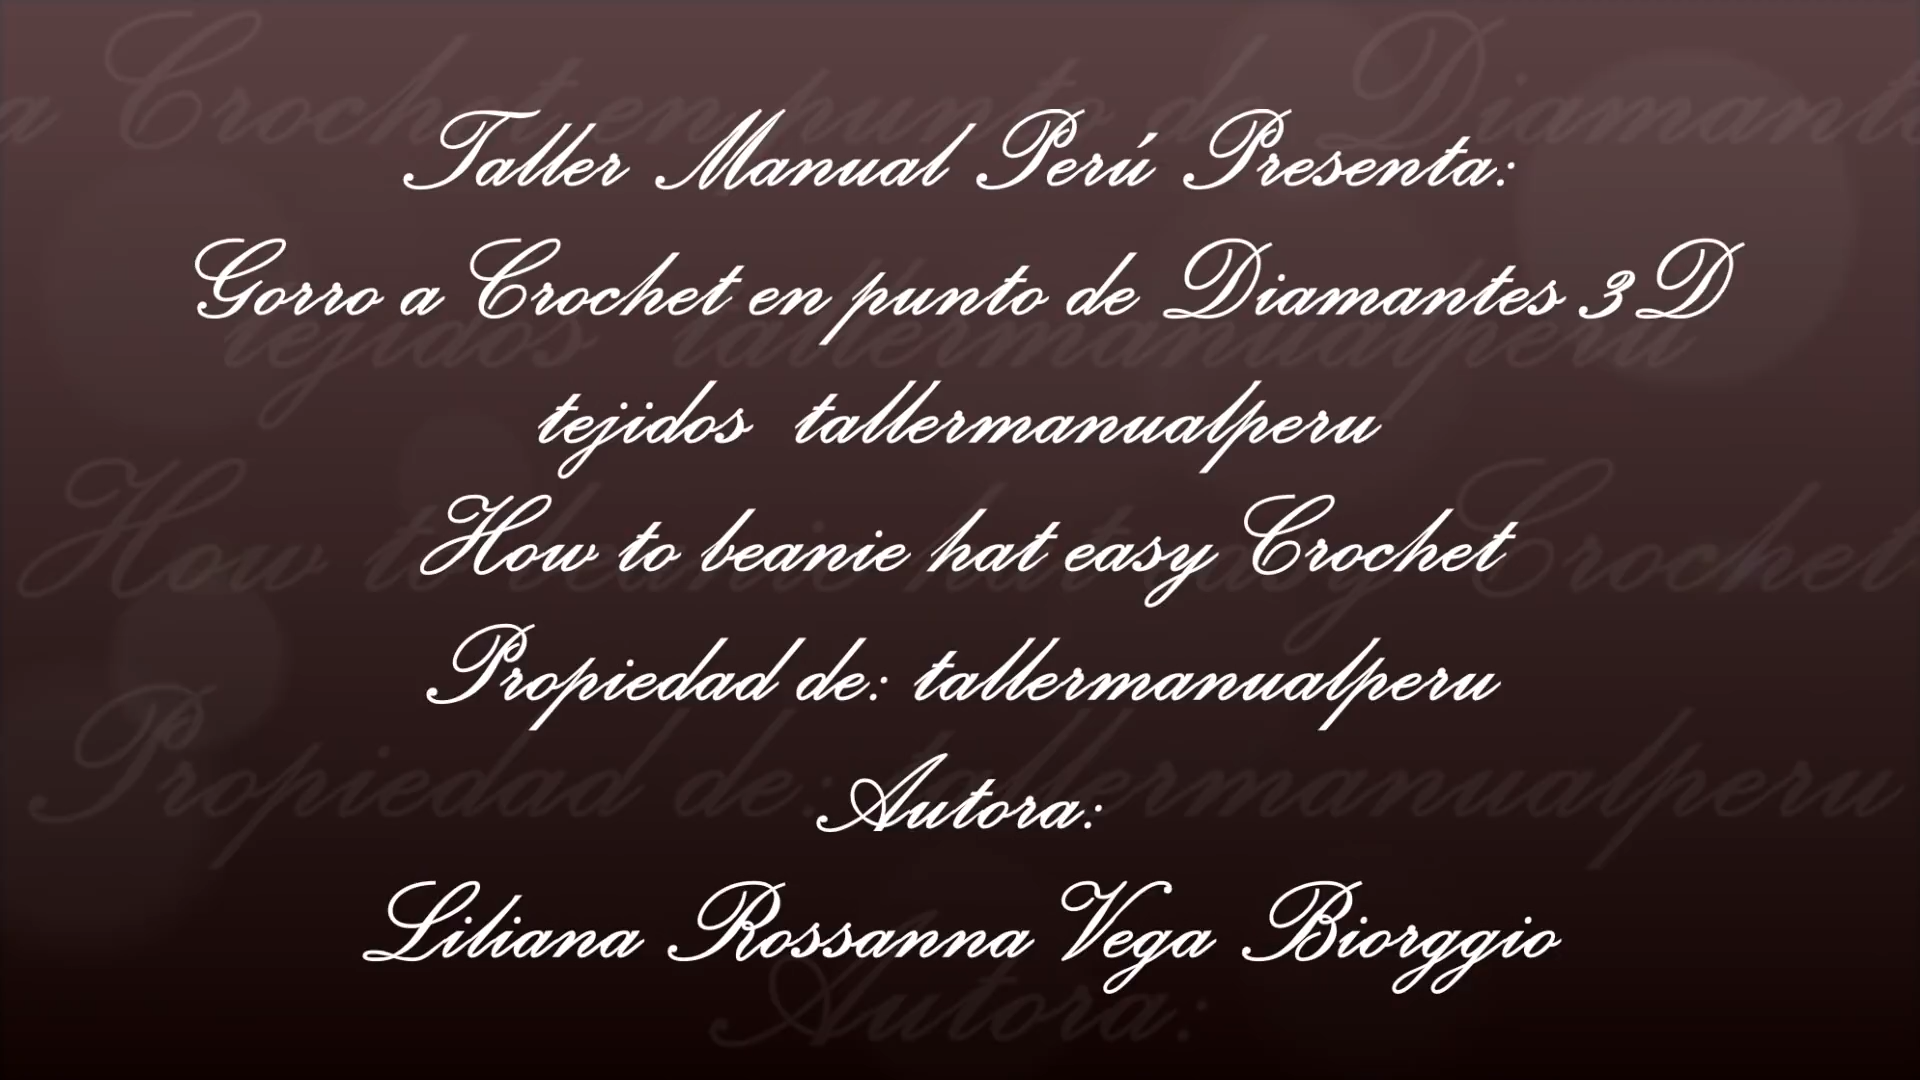 Taller Manual Perú Presenta:
Gorro a Crochet en punto de Diamantes 3D
tejidos tallermanualperu
How to beanie hat easy Crochet
Propiedad de: tallermanualperu
Autora:
Liliana Rossanna Vega Biorggio